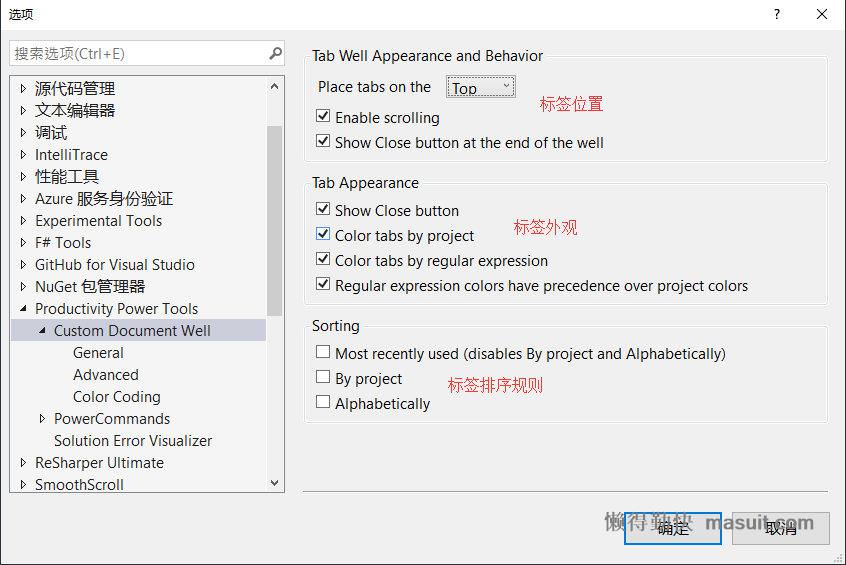 选项
?
搜索选项(Ctrl+E)
源代码管理
文本编辑器
调试
IntelliTrace
性能工具
Azure 服务身份验证
Experimental Tools
F# Tools
GitHub for Visual Studio
NuGet 包管理器
Productivity Power Tools
Custom Document Well
General
Advanced
Color Coding
PowerCommands
Solution Error Visualizer
ReSharper Ultimate
SmoothScroll
Tab Well Appearance and Behavior
Place tabs on the Top
标签位置
Enable scrolling
Show Close button at the end of the well
Tab Appearance
Show Close button
标签外观
Color tabs by project
Color tabs by regular expression
Regular expression colors have precedence over project colors
Sorting
Most recently used (disables By project and Alphabetically)
By project
标签排序规则
Alphabetically
懒得勤快 masuit.com
确定
取消